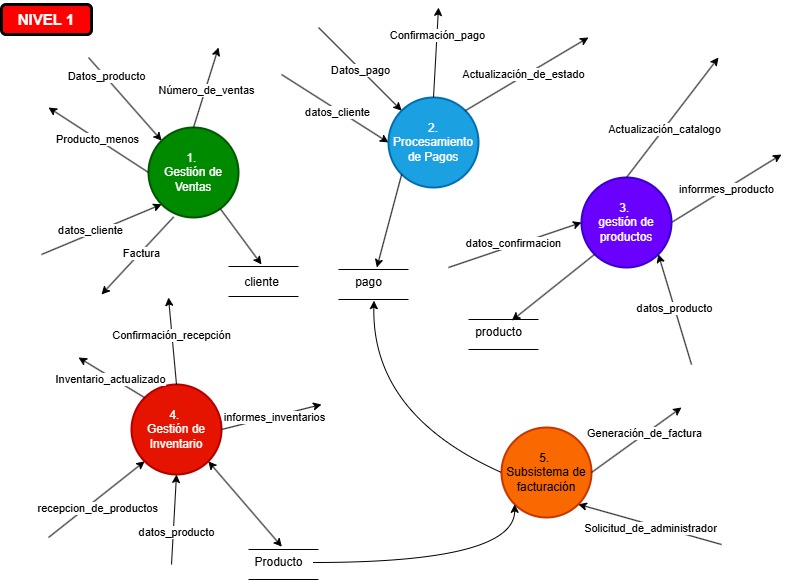 NIVEL 1
Datos_producto
Número_de_ventas
Producto_menos
1.
Gestión de
Ventas
datos_cliente
Factura
cliente
Confirmación_pago
Datos_pago
Actualización_de_estado
datos_cliente
2.
Procesamiento
de Pagos
pago
Actualización_catalogo
inforrmes_producto
3.
gestión de
productos
datos_confirmacion
datos_producto
producto
Confirmación_recepción
Inventario_actualizado
4.
Gestión de
Inventario
informes_inventarios
recepcion_de_productos
datos_producto
Producto
5.
Subsistema de
facturación
Generación_de_factura
Solicitud_de_administrador